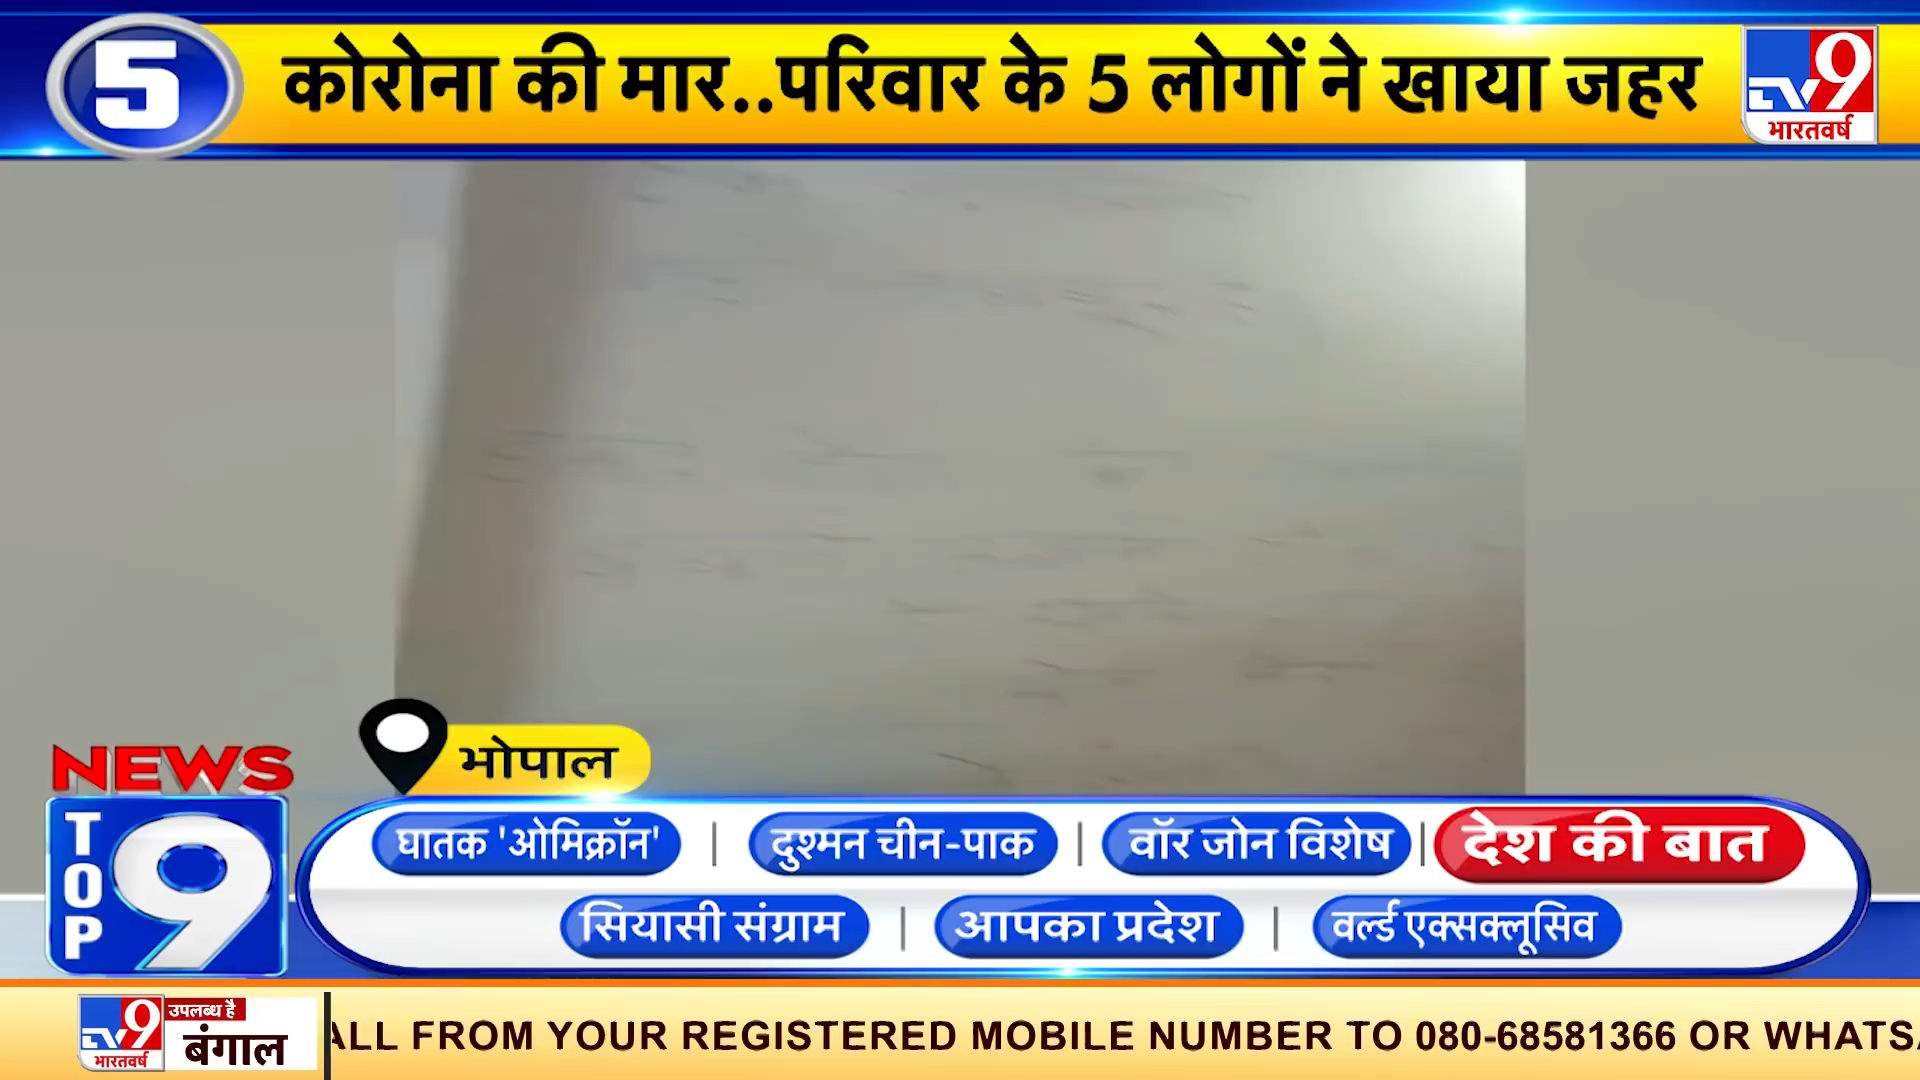 5 कोरोना की मार..परिवार के 5 लोगों ने खाया जहर
TV9
भारतवर्ष
भोपाल
NEWS
TOP 9
घातक 'ओमिक्रॉन' | दुश्मन चीन-पाक | वॉर जोन विशेष | देश की बात
सियासी संग्राम | आपका प्रदेश | वर्ल्ड एक्सक्लूसिव
TV9 भारतवर्ष
उपलब्ध है
बंगाल
ALL FROM YOUR REGISTERED MOBILE NUMBER TO 080-68581366 OR WHATSA